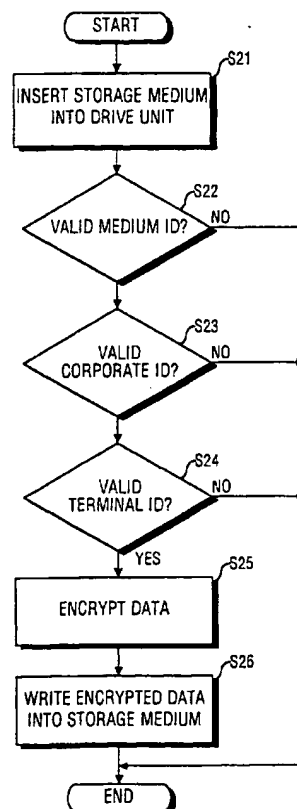 START
S21
INSERT STORAGE MEDIUM
INTO DRIVE UNIT
S22
VALID MEDIUM ID?
NO
S23
VALID
CORPORATE ID?
NO
S24
VALID
TERMINAL ID?
NO
YES
S25
ENCRYPT DATA
S26
WRITE ENCRYPTED DATA
INTO STORAGE MEDIUM
END